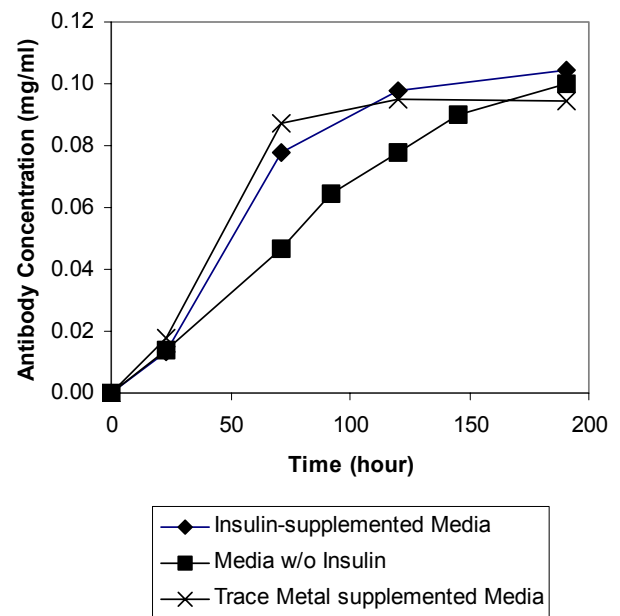 0.12
0.10
0.08
0.06
0.04
0.02
0.00
Antibody Concentration (mg/ml)
0 50 100 150 200
Time (hour)
Insulin-supplemented Media
Media w/o Insulin
Trace Metal supplemented Media